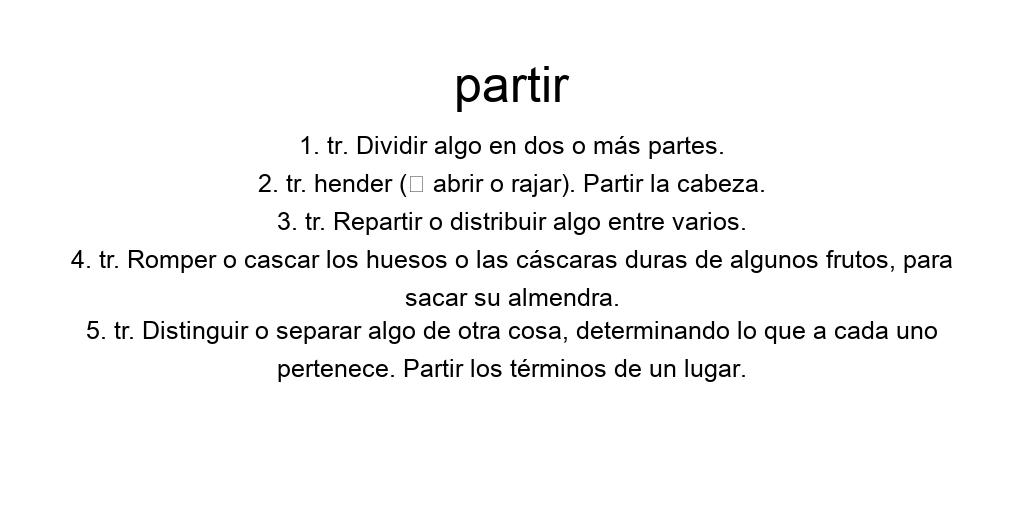 partir
1. tr. Dividir algo en dos o más partes.
2. tr. hender (□ abrir o rajar). Partir la cabeza.
3. tr. Repartir o distribuir algo entre varios.
4. tr. Romper o cascar los huesos o las cáscaras duras de algunos frutos, para
sacar su almendra.
5. tr. Distinguir o separar algo de otra cosa, determinando lo que a cada uno
pertenece. Partir los términos de un lugar.